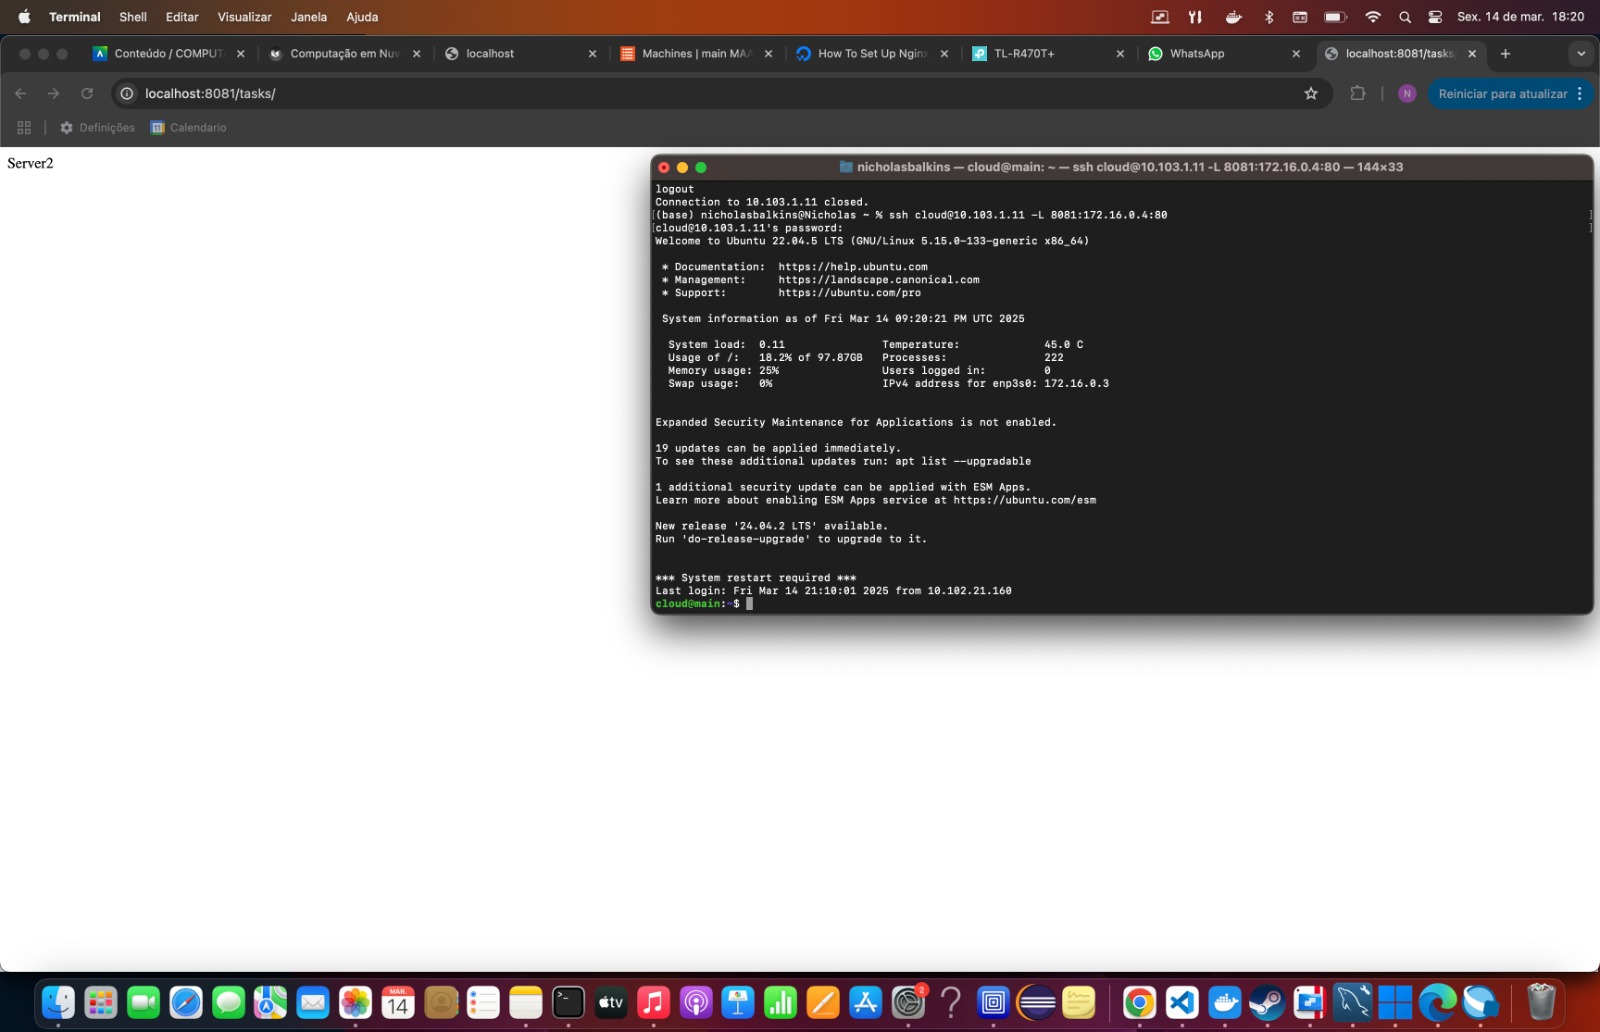 Terminal Shell Editar Visualizar Janela Ajuda Sex. 14 de mar. 18:20
Conteúdo / COMPUT Computação em Nuv localhost Machines | main MAA How To Set Up Nginx TL-R470T+ WhatsApp localhost:8081/tasks
localhost:8081/tasks/ N Reiniciar para atualizar
Definições Calendario
Server2
nicholasbalkins — cloud@main: ~ — ssh cloud@10.103.1.11 -L 8081:172.16.0.4:80 — 144×33
logout
Connection to 10.103.1.11 closed.
[(base) nicholasbalkins@Nicholas ~ % ssh cloud@10.103.1.11 -L 8081:172.16.0.4:80 ]
[cloud@10.103.1.11's password: ]
Welcome to Ubuntu 22.04.5 LTS (GNU/Linux 5.15.0-133-generic x86_64)
* Documentation: https://help.ubuntu.com
* Management: https://landscape.canonical.com
* Support: https://ubuntu.com/pro
System information as of Fri Mar 14 09:20:21 PM UTC 2025
System load: 0.11 Temperature: 45.0 C
Usage of /: 18.2% of 97.87GB Processes: 222
Memory usage: 25% Users logged in: 0
Swap usage: 0% IPv4 address for enp3s0: 172.16.0.3
Expanded Security Maintenance for Applications is not enabled.
19 updates can be applied immediately.
To see these additional updates run: apt list --upgradable
1 additional security update can be applied with ESM Apps.
Learn more about enabling ESM Apps service at https://ubuntu.com/esm
New release '24.04.2 LTS' available.
Run 'do-release-upgrade' to upgrade to it.
*** System restart required ***
Last login: Fri Mar 14 21:10:01 2025 from 10.102.21.160
cloud@main:~$
MAR. 14 tv 2